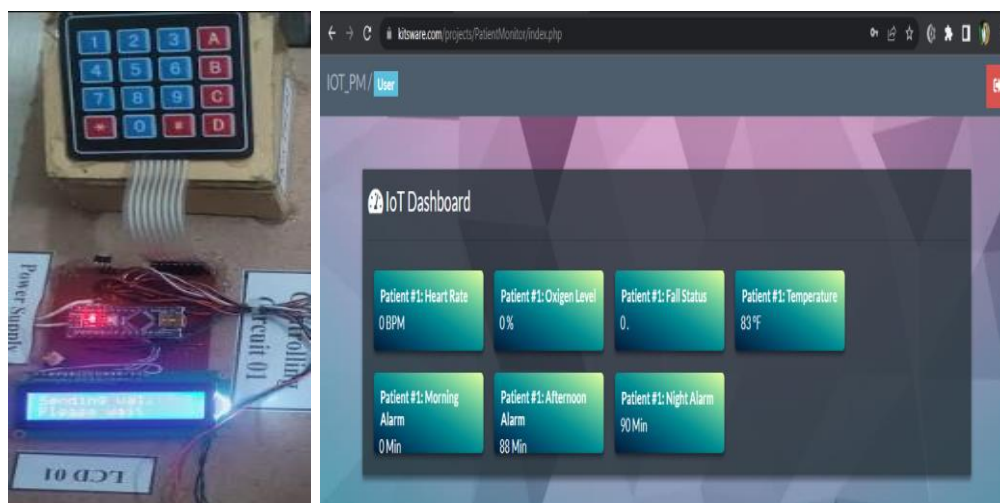 1 2 3 A
4 5 6 B
7 8 9 C
* 0 # D
Power Supply
Controlling
Circuit 01
Sending
Please wait
LCD 01
kitsware.com/projects/PatientMonitor/index.php
IOT_PM / User
IoT Dashboard
Patient #1: Heart Rate
0 BPM
Patient #1: Oxigen Level
0 %
Patient #1: Fall Status
0 .
Patient #1: Temperature
83 °F
Patient #1: Morning
Alarm
0 Min
Patient #1: Afternoon
Alarm
88 Min
Patient #1: Night Alarm
90 Min